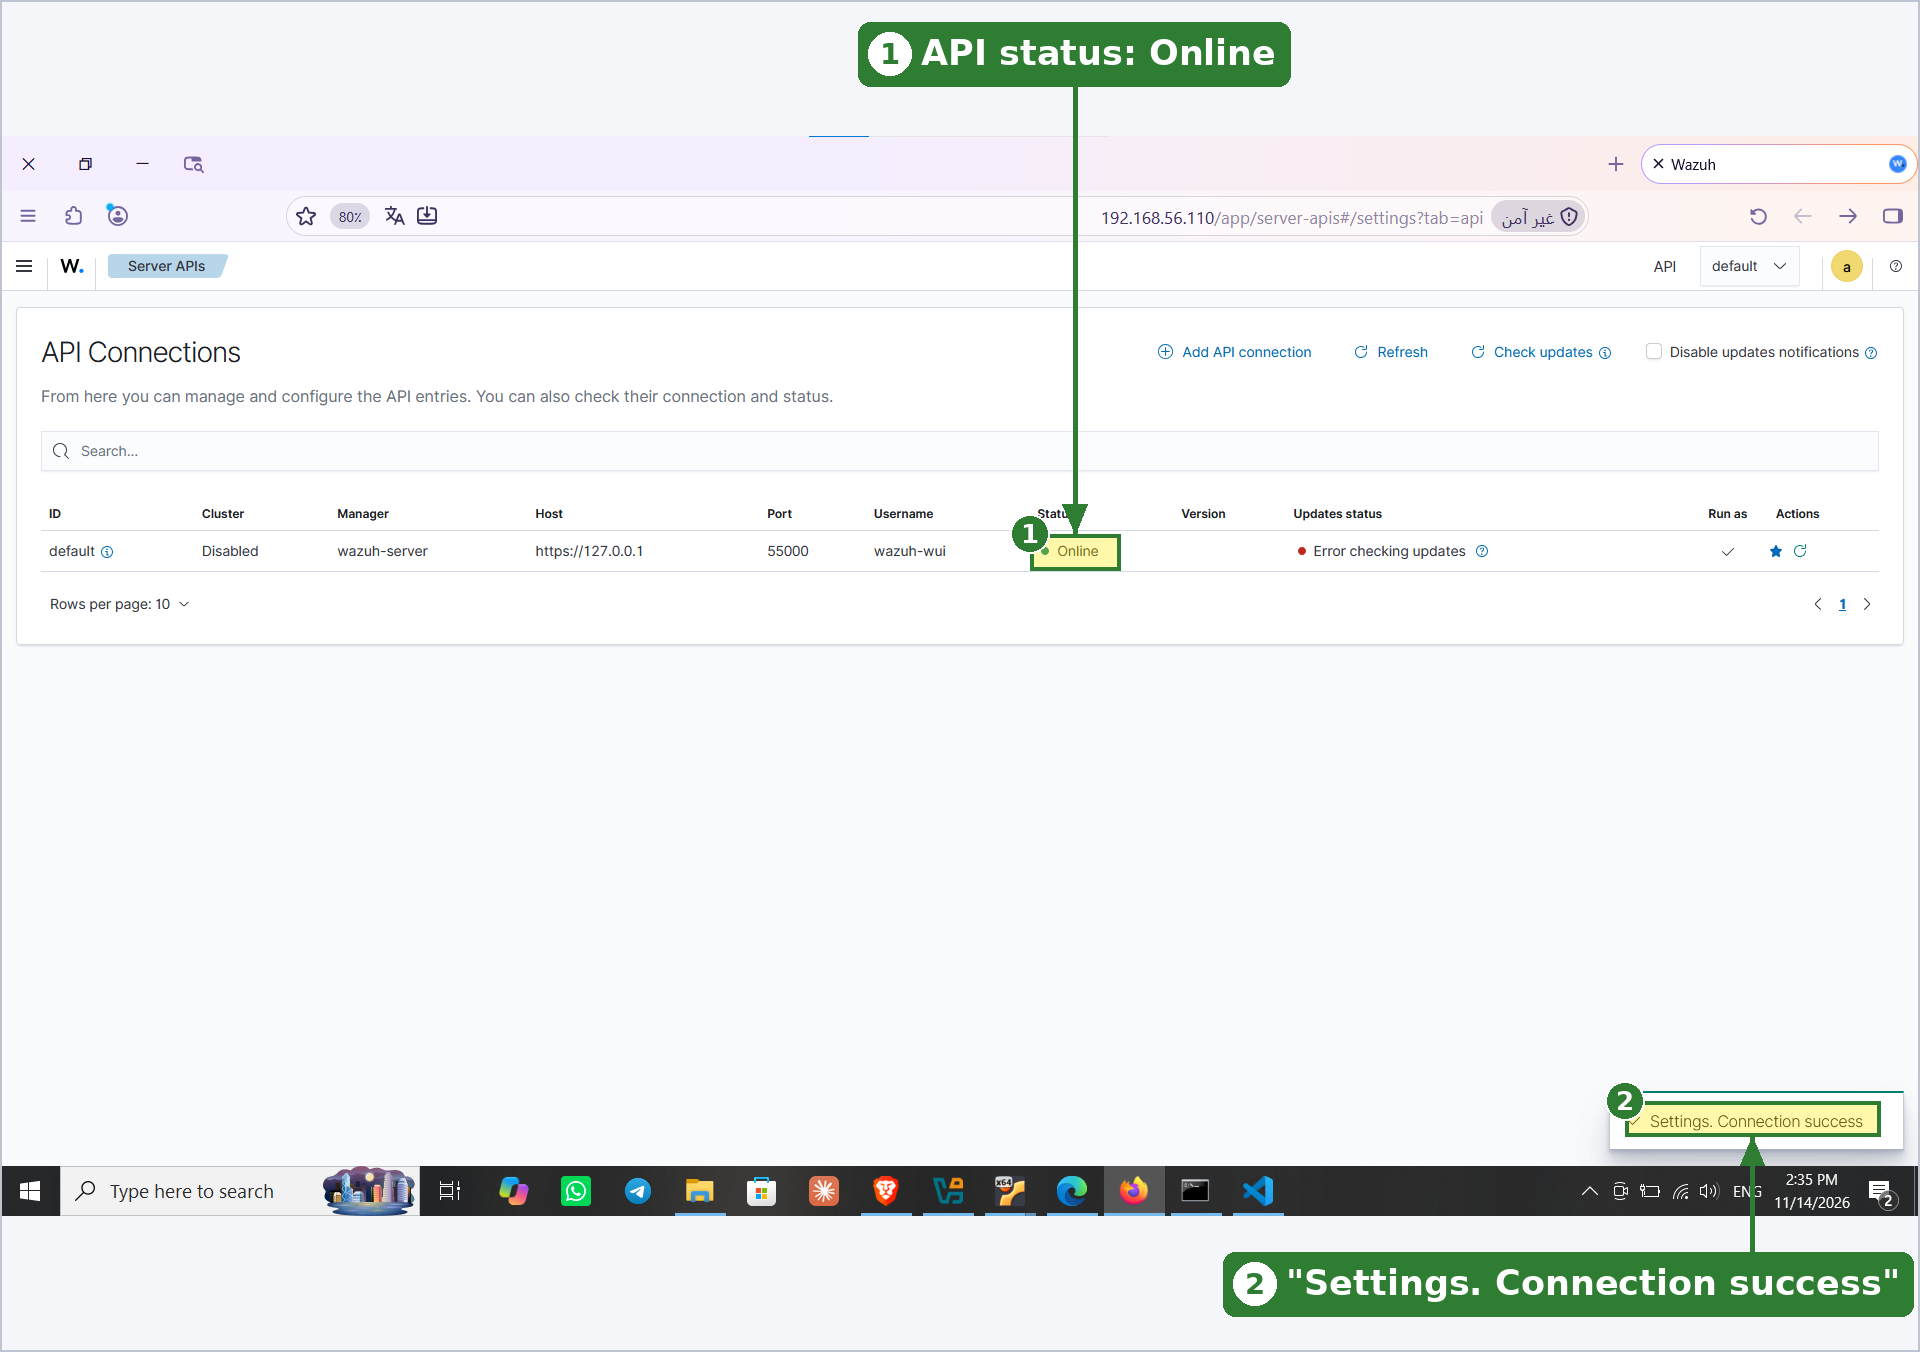 1 API status: Online
Wazuh
80%
192.168.56.110/app/server-apis#/settings?tab=api
غیر آمن
W.
Server APIs
API
default
a
API Connections
Add API connection
Refresh
Check updates
Disable updates notifications
From here you can manage and configure the API entries. You can also check their connection and status.
Search...
ID Cluster Manager Host Port Username Status Version Updates status Run as Actions
1
default Disabled wazuh-server https://127.0.0.1 55000 wazuh-wui Online Error checking updates
Rows per page: 10
1
2
Settings. Connection success
Type here to search
X64
ENG
2:35 PM
11/14/2026
2
2 "Settings. Connection success"